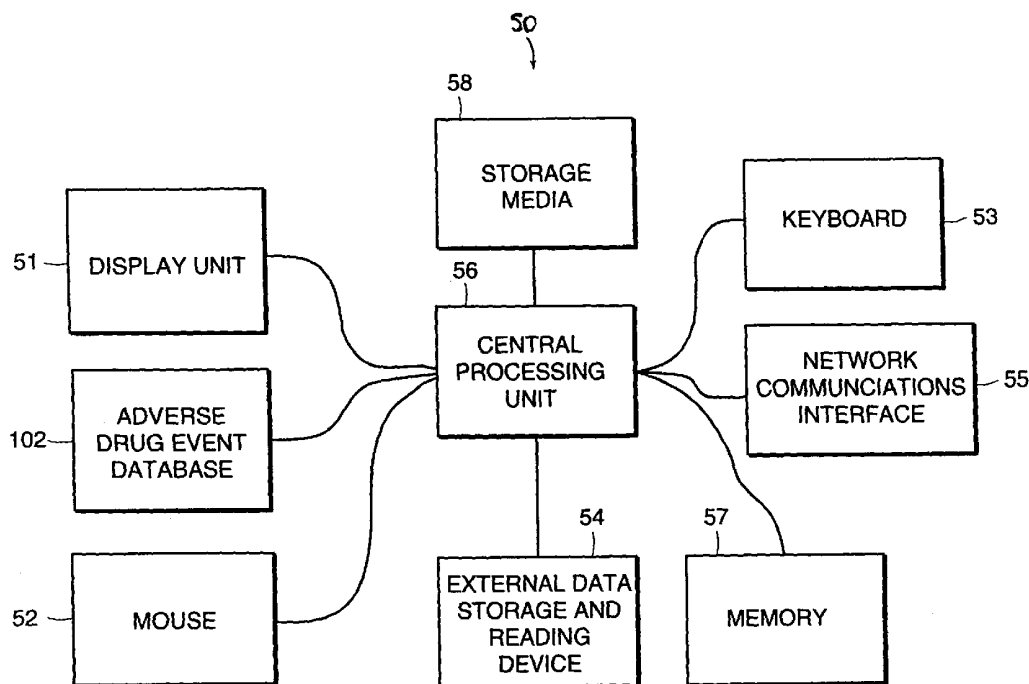 50
58
STORAGE
MEDIA
KEYBOARD
53
51
DISPLAY UNIT
56
CENTRAL
PROCESSING
UNIT
NETWORK
COMMUNCIATIONS
INTERFACE
55
102
ADVERSE
DRUG EVENT
DATABASE
54
57
52
MOUSE
EXTERNAL DATA
STORAGE AND
READING
DEVICE
MEMORY